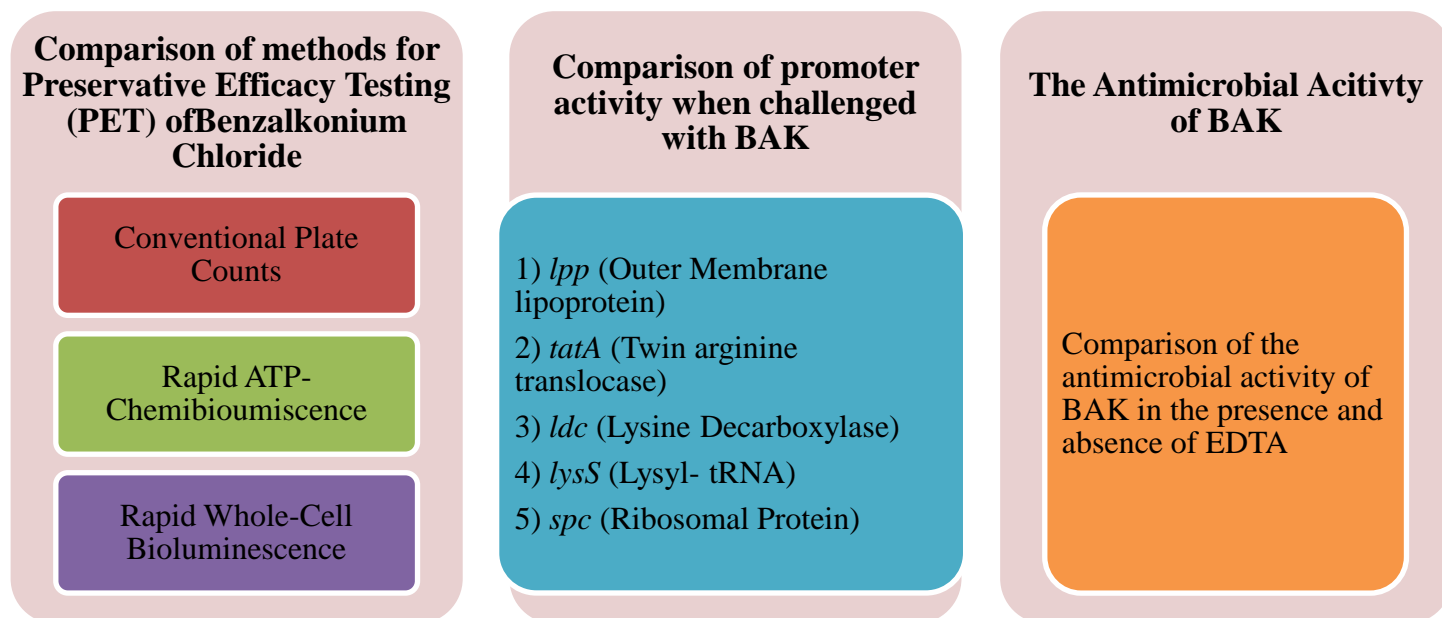 Comparison of methods for
Preservative Efficacy Testing
(PET) ofBenzalkonium
Chloride
Conventional Plate
Counts
Rapid ATP-
Chemibioumiscence
Rapid Whole-Cell
Bioluminescence
Comparison of promoter
activity when challenged
with BAK
1) lpp (Outer Membrane
lipoprotein)
2) tatA (Twin arginine
translocase)
3) ldc (Lysine Decarboxylase)
4) lysS (Lysyl- tRNA)
5) spc (Ribosomal Protein)
The Antimicrobial Acitivty
of BAK
Comparison of the
antimicrobial activity of
BAK in the presence and
absence of EDTA